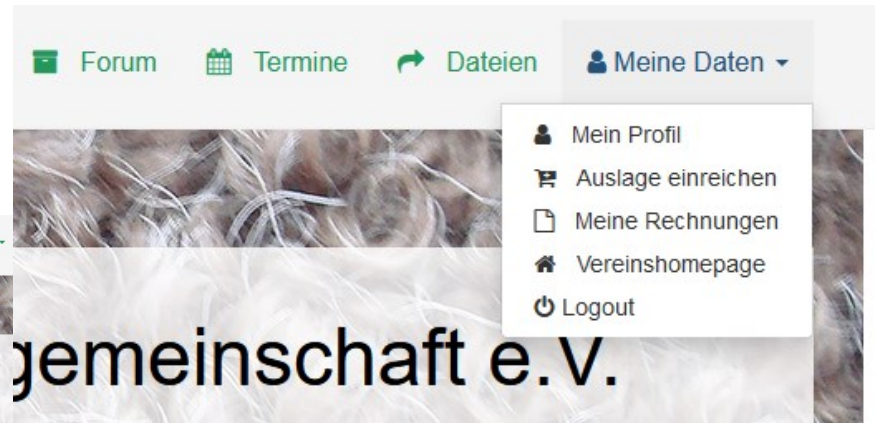 Forum Termine Dateien Meine Daten
Mein Profil
Auslage einreichen
Meine Rechnungen
Vereinshomepage
Logout
gemeinschaft e.V.